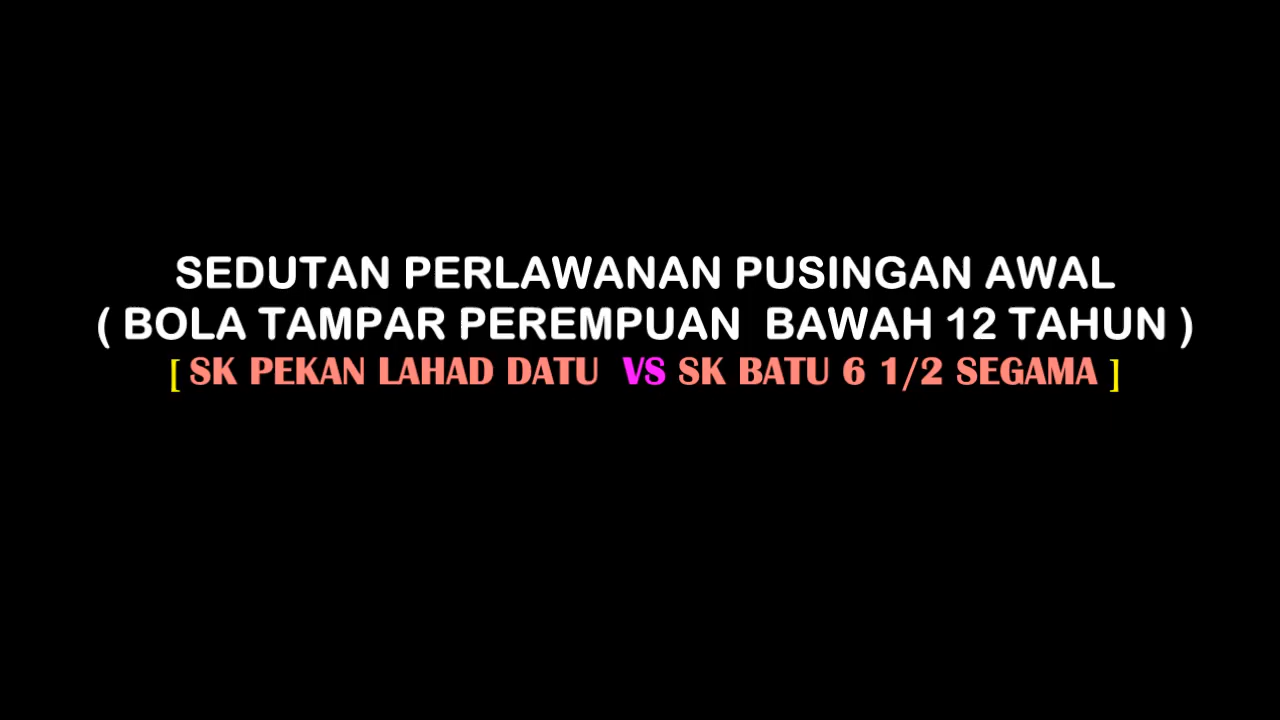 SEDUTAN PERLAWANAN PUSINGAN AWAL
( BOLA TAMPAR PEREMPUAN  BAWAH 12 TAHUN )
[ SK PEKAN LAHAD DATU  VS SK BATU 6 1/2 SEGAMA ]